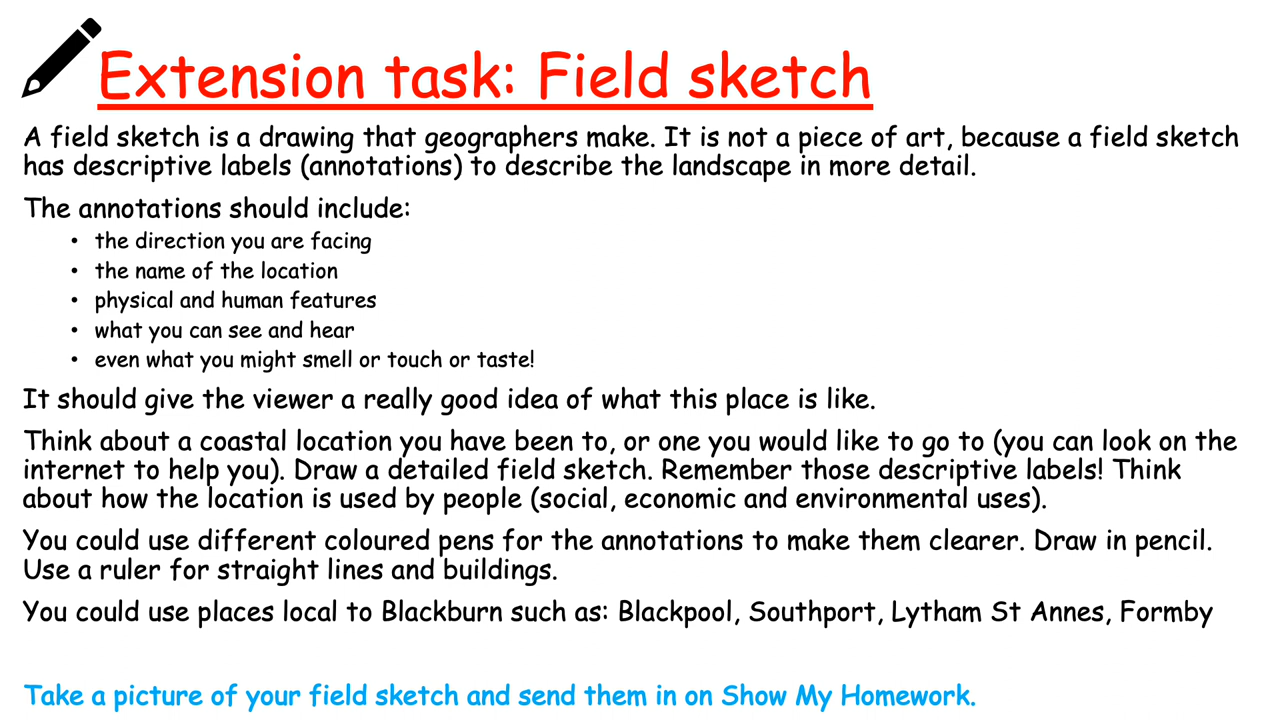 Extension task: Field sketch
A field sketch is a drawing that geographers make. It is not a piece of art, because a field sketch
has descriptive labels (annotations) to describe the landscape in more detail.
The annotations should include:
• the direction you are facing
• the name of the location
• physical and human features
• what you can see and hear
• even what you might smell or touch or taste!
It should give the viewer a really good idea of what this place is like.
Think about a coastal location you have been to, or one you would like to go to (you can look on the
internet to help you). Draw a detailed field sketch. Remember those descriptive labels! Think
about how the location is used by people (social, economic and environmental uses).
You could use different coloured pens for the annotations to make them clearer. Draw in pencil.
Use a ruler for straight lines and buildings.
You could use places local to Blackburn such as: Blackpool, Southport, Lytham St Annes, Formby
Take a picture of your field sketch and send them in on Show My Homework.